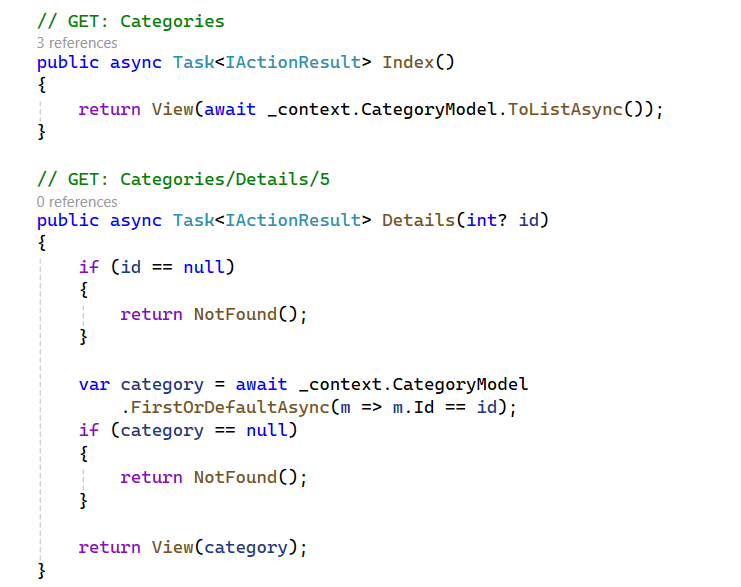 // GET: Categories
3 references
public async Task<IActionResult> Index()
{
    return View(await _context.CategoryModel.ToListAsync());
}

// GET: Categories/Details/5
0 references
public async Task<IActionResult> Details(int? id)
{
    if (id == null)
    {
        return NotFound();
    }

    var category = await _context.CategoryModel
        .FirstOrDefaultAsync(m => m.Id == id);
    if (category == null)
    {
        return NotFound();
    }

    return View(category);
}